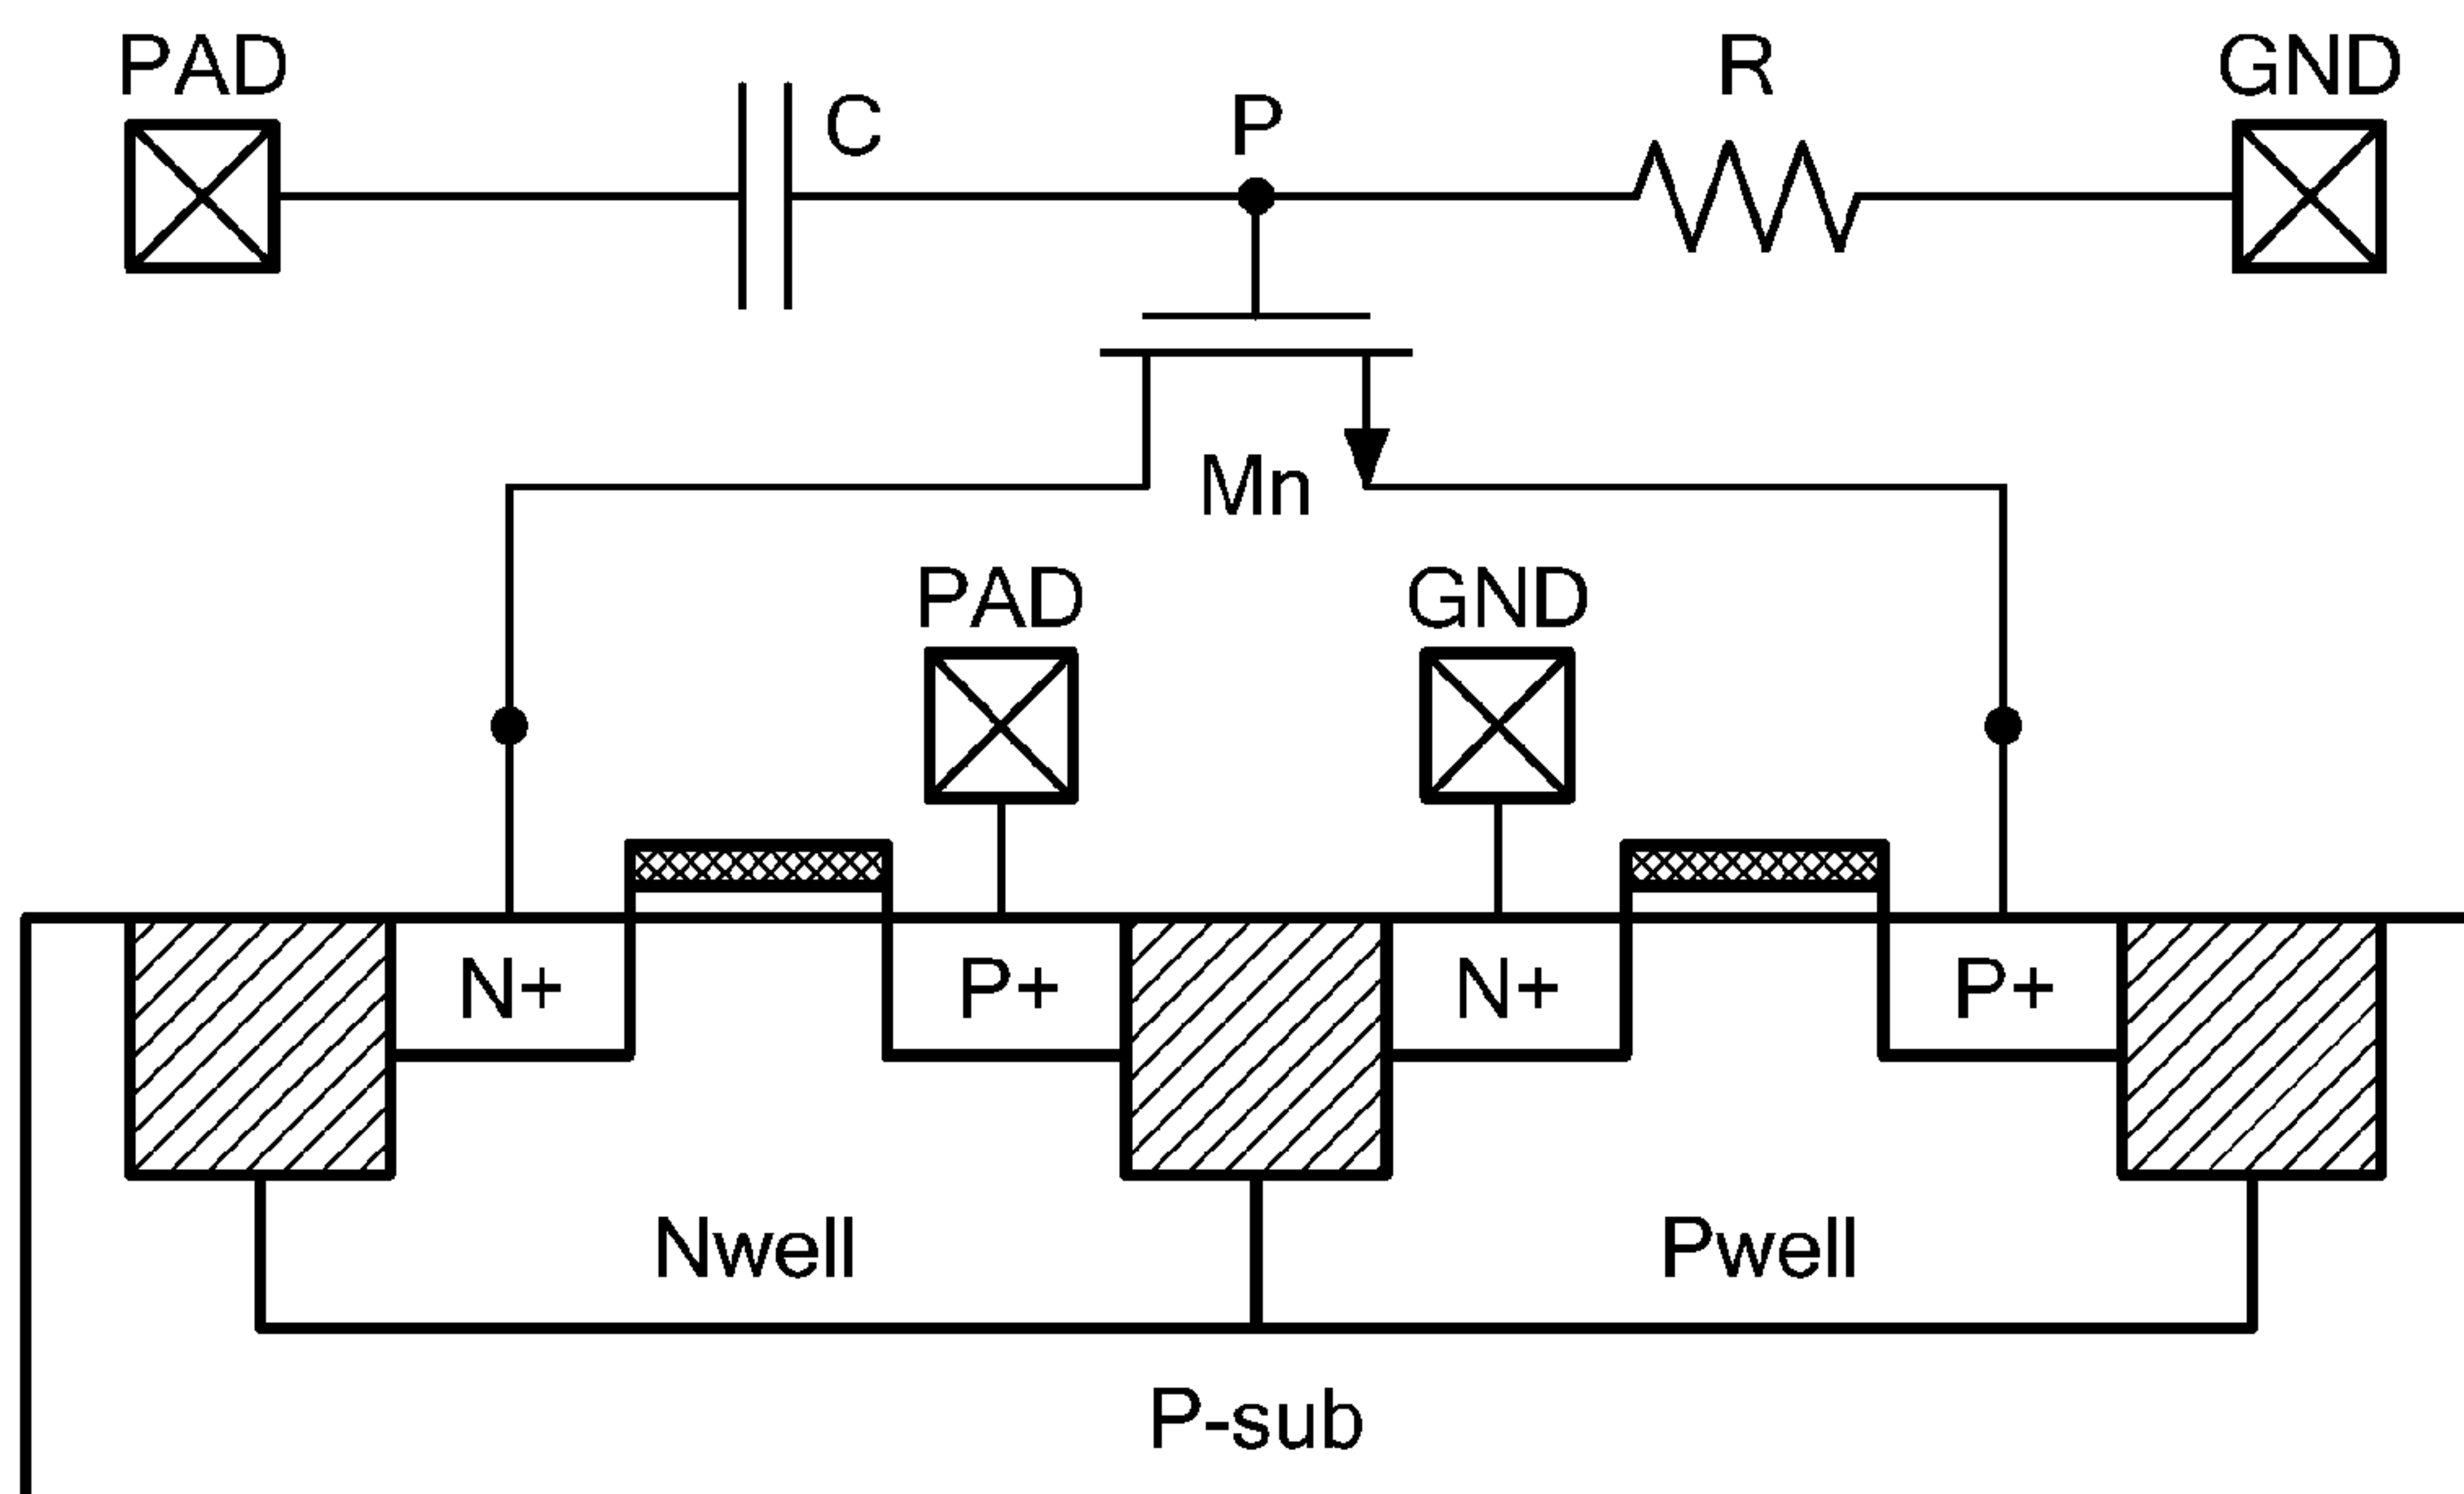 PAD
C
P
R
GND
Mn
PAD
GND
N+
P+
N+
P+
Nwell
Pwell
P-sub